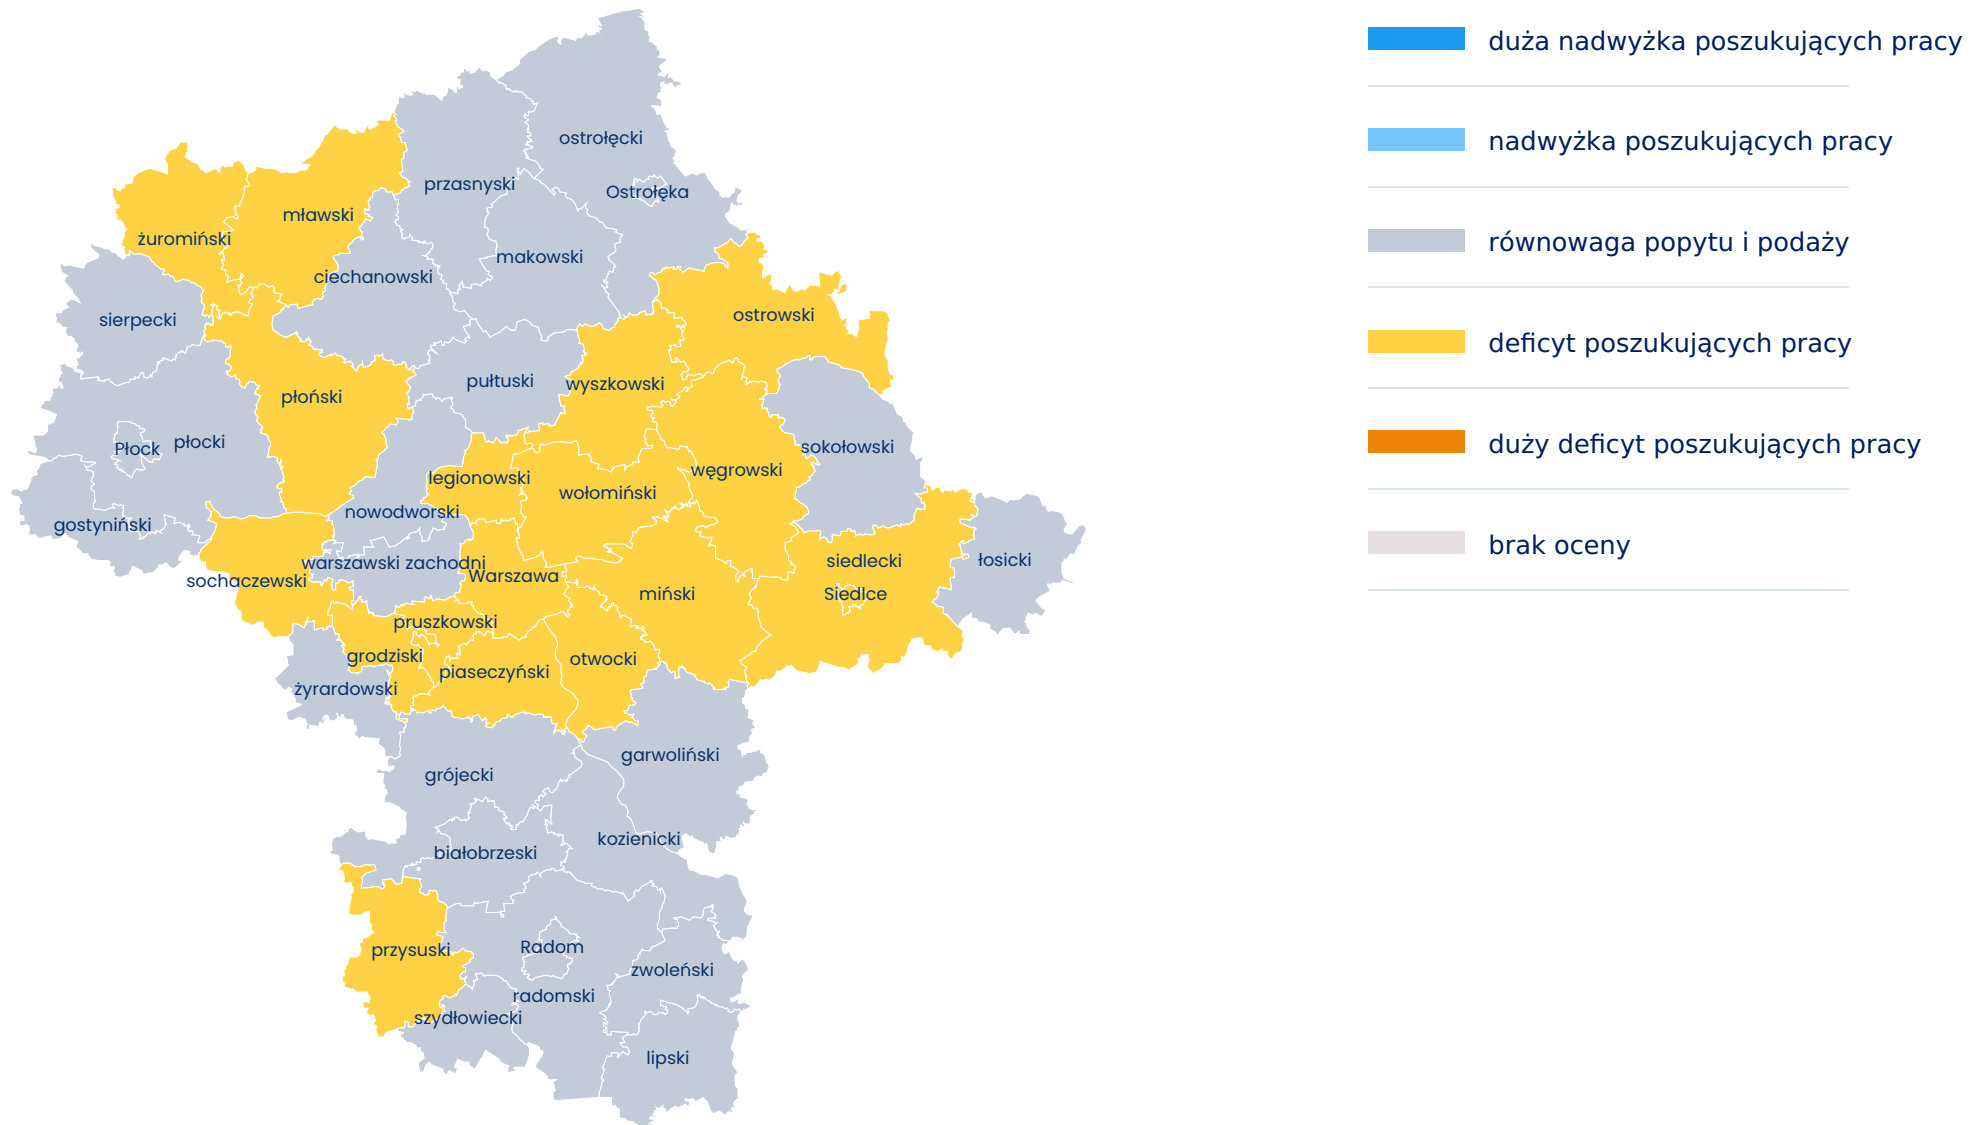 duża nadwyżka poszukujących pracy
nadwyżka poszukujących pracy
równowaga popytu i podaży
deficyt poszukujących pracy
duży deficyt poszukujących pracy
brak oceny
ostrołęcki
przasnyski
Ostrołęka
mławski
żuromiński
makowski
ciechanowski
sierpecki
ostrowski
pułtuski
wyszkowski
płoński
płocki
Płock
sokołowski
węgrowski
legionowski
wołomiński
nowodworski
gostyniński
warszawski zachodni
siedlecki
łosicki
Warszawa
sochaczewski
miński
Siedlce
pruszkowski
grodziski
otwocki
piaseczyński
żyrardowski
garwoliński
grójecki
kozienicki
białobrzeski
przysuski
Radom
zwoleński
radomski
szydłowiecki
lipski